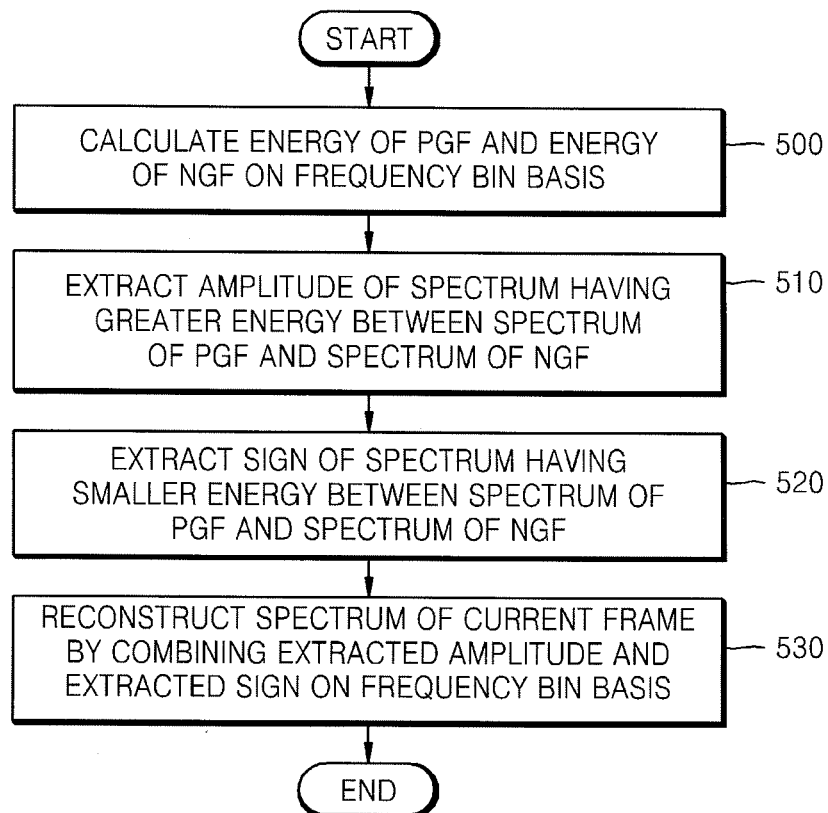 START
CALCULATE ENERGY OF PGF AND ENERGY
OF NGF ON FREQUENCY BIN BASIS
500
EXTRACT AMPLITUDE OF SPECTRUM HAVING
GREATER ENERGY BETWEEN SPECTRUM
OF PGF AND SPECTRUM OF NGF
510
EXTRACT SIGN OF SPECTRUM HAVING
SMALLER ENERGY BETWEEN SPECTRUM OF
PGF AND SPECTRUM OF NGF
520
RECONSTRUCT SPECTRUM OF CURRENT FRAME
BY COMBINING EXTRACTED AMPLITUDE AND
EXTRACTED SIGN ON FREQUENCY BIN BASIS
530
END